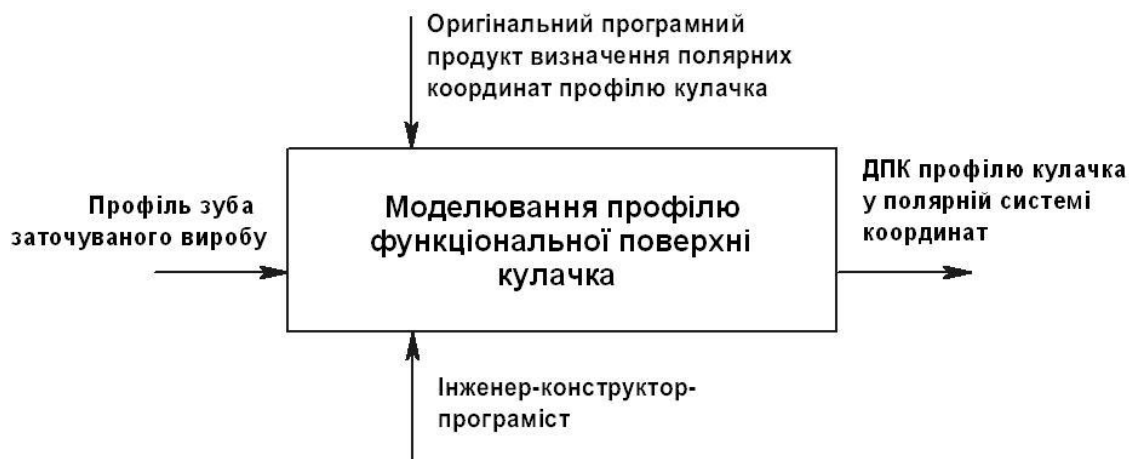 Оригінальний програмний
продукт визначення полярних
координат профілю кулачка
Профіль зуба
заточуваного виробу
Моделювання профілю
функціональної поверхні
кулачка
ДПК профілю кулачка
у полярній системі
координат
Інженер-конструктор-
програміст